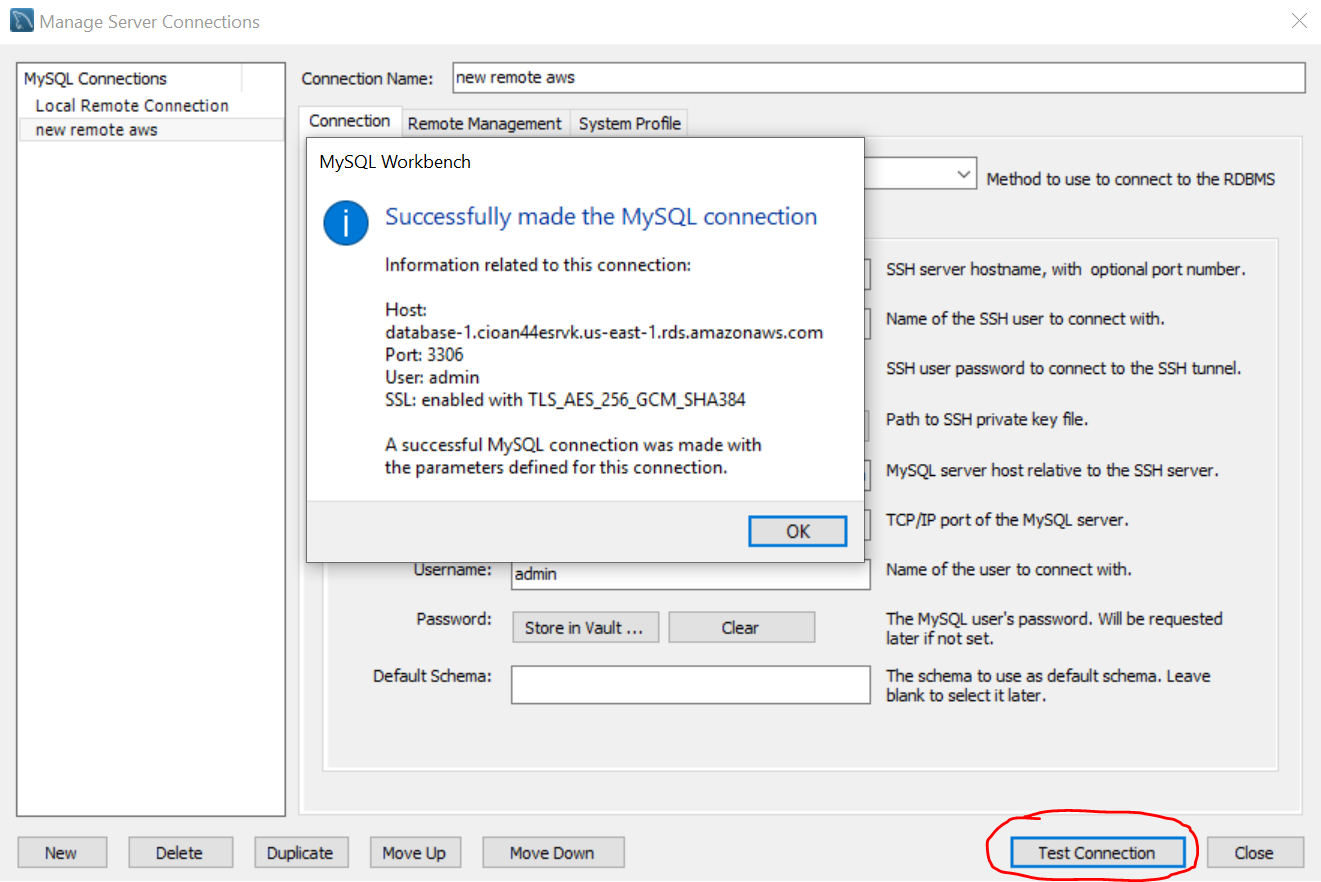 Manage Server Connections
MySQL Connections
Local Remote Connection
new remote aws
Connection Name:
new remote aws
Connection
Remote Management
System Profile
Method to use to connect to the RDBMS
MySQL Workbench
Successfully made the MySQL connection
Information related to this connection:
Host:
database-1.cioan44esrvk.us-east-1.rds.amazonaws.com
Port: 3306
User: admin
SSL: enabled with TLS_AES_256_GCM_SHA384
A successful MySQL connection was made with
the parameters defined for this connection.
OK
SSH server hostname, with optional port number.
Name of the SSH user to connect with.
SSH user password to connect to the SSH tunnel.
Path to SSH private key file.
MySQL server host relative to the SSH server.
TCP/IP port of the MySQL server.
Username:
admin
Name of the user to connect with.
Password:
Store in Vault ...
Clear
The MySQL user's password. Will be requested
later if not set.
Default Schema:
The schema to use as default schema. Leave
blank to select it later.
New
Delete
Duplicate
Move Up
Move Down
Test Connection
Close